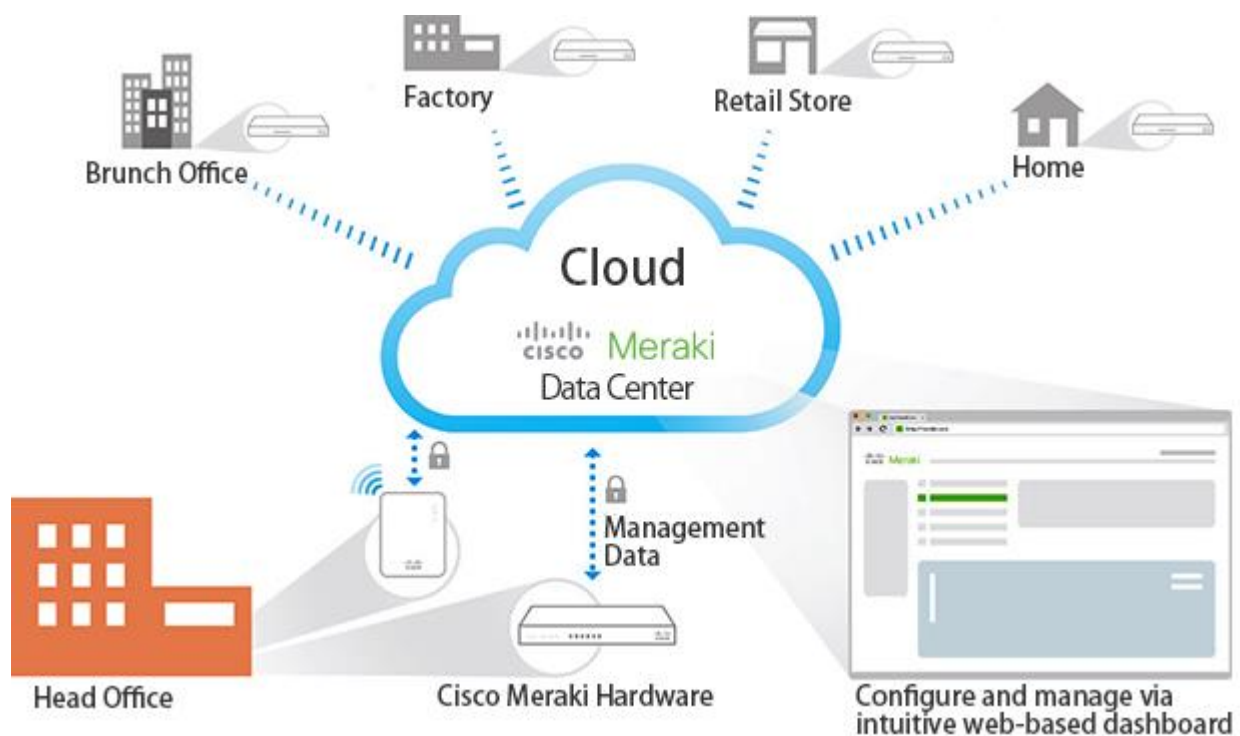 Factory
Retail Store
Brunch Office
Home
Cloud
CISCO Meraki
Data Center
Meraki
Management
Data
Head Office
Cisco Meraki Hardware
Configure and manage via
intuitive web-based dashboard